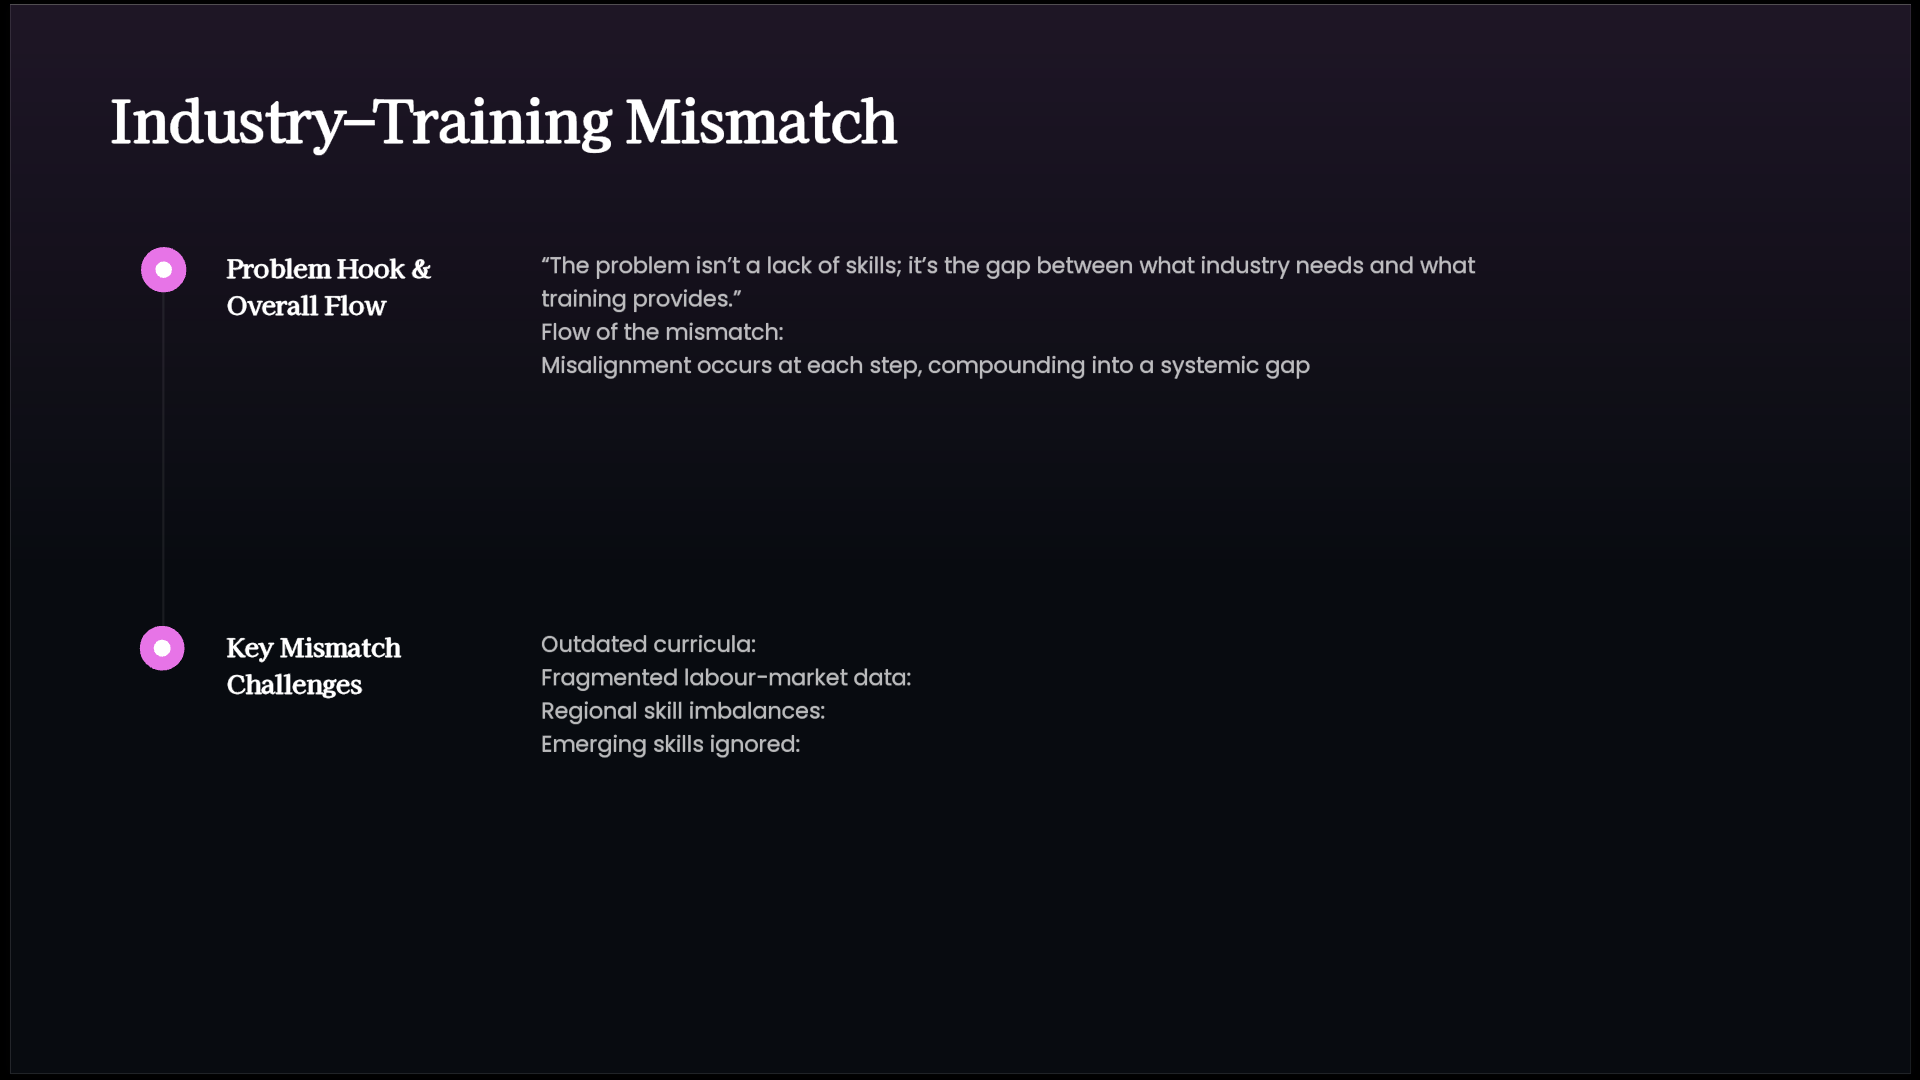 Industry–Training Mismatch
Problem Hook &
Overall Flow
“The problem isn’t a lack of skills; it’s the gap between what industry needs and what
training provides.”
Flow of the mismatch:
Misalignment occurs at each step, compounding into a systemic gap
Key Mismatch
Challenges
Outdated curricula:
Fragmented labour-market data:
Regional skill imbalances:
Emerging skills ignored: